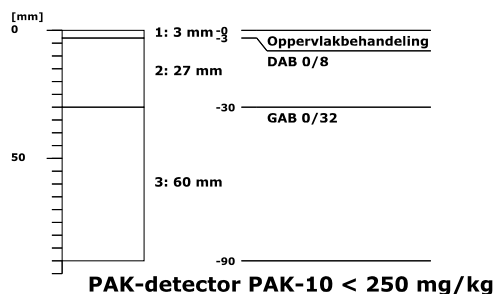 [mm]
0
1: 3 mm
-0
-3
Oppervlakbehandeling
DAB 0/8
2: 27 mm
-30
GAB 0/32
50
3: 60 mm
-90
PAK-detector PAK-10 < 250 mg/kg